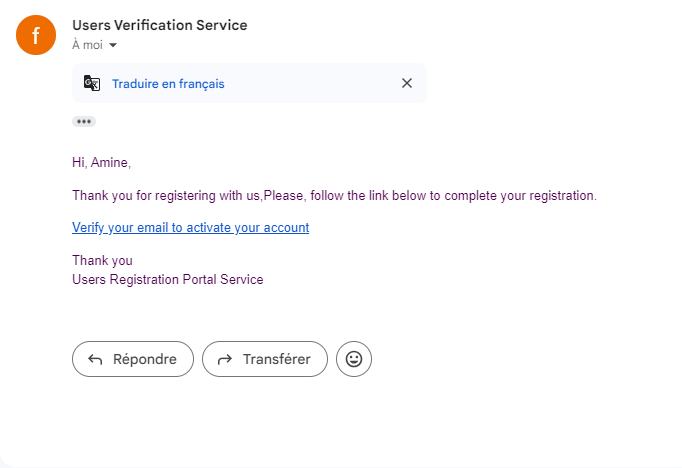 f
Users Verification Service
À moi
Traduire en français
Hi, Amine,
Thank you for registering with us,Please, follow the link below to complete your registration.
Verify your email to activate your account
Thank you
Users Registration Portal Service
Répondre
Transférer